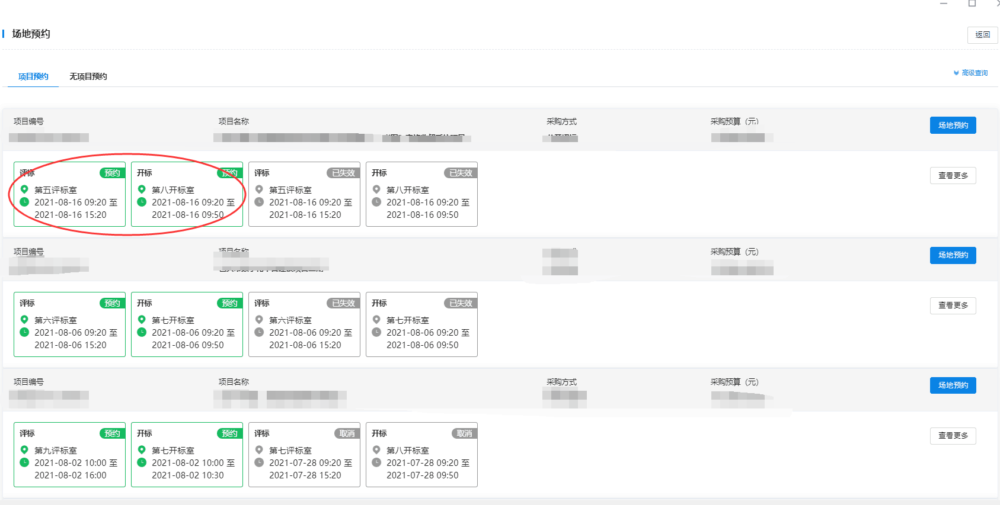 场地预约
返回
项目预约 无项目预约 高级查询
项目编号 项目名称 采购方式 采购预算（元） 场地预约
评标 预约 开标 预约 评标 已失效 开标 已失效 查看更多
第五评标室 第八开标室 第五评标室 第八开标室
2021-08-16 09:20 至 2021-08-16 09:20 至 2021-08-16 09:20 至 2021-08-16 09:20 至
2021-08-16 15:20 2021-08-16 09:50 2021-08-16 15:20 2021-08-16 09:50
项目编号 项目名称 采购预算（元） 场地预约
评标 预约 开标 预约 评标 已失效 开标 已失效 查看更多
第六评标室 第七开标室 第六评标室 第七开标室
2021-08-06 09:20 至 2021-08-06 09:20 至 2021-08-06 09:20 至 2021-08-06 09:20 至
2021-08-06 15:20 2021-08-06 09:50 2021-08-06 15:20 2021-08-06 09:50
项目编号 项目名称 采购方式 采购预算（元） 场地预约
评标 预约 开标 预约 评标 取消 开标 取消 查看更多
第九评标室 第七开标室 第七评标室 第八开标室
2021-08-02 10:00 至 2021-08-02 10:00 至 2021-07-28 09:20 至 2021-07-28 09:20 至
2021-08-02 16:00 2021-08-02 10:30 2021-07-28 15:20 2021-07-28 09:50